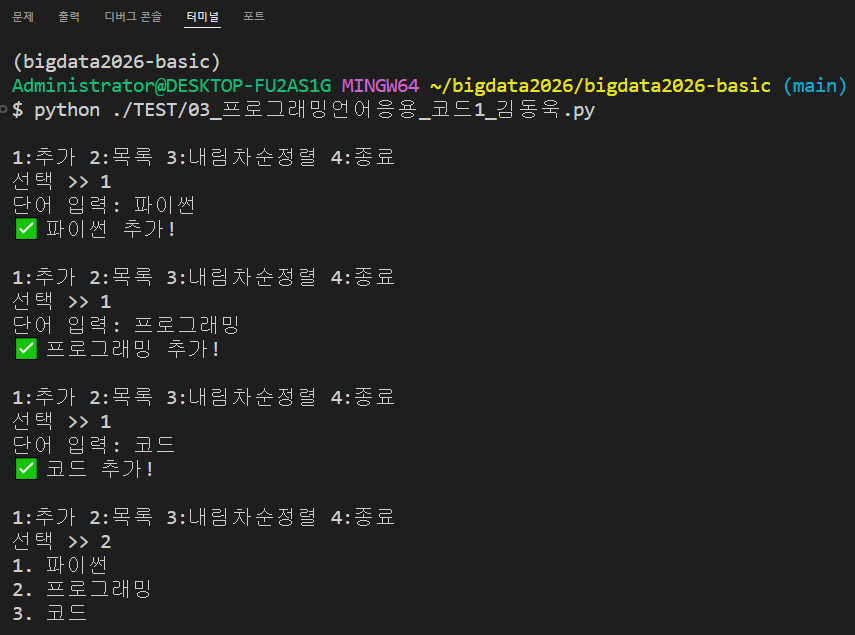 문제 출력 디버그 콘솔 터미널 포트
(bigdata2026-basic)
Administrator@DESKTOP-FU2AS1G MINGW64 ~/bigdata2026/bigdata2026-basic (main)
$ python ./TEST/03_프로그래밍언어응용_코드1_김동욱.py
1:추가 2:목록 3:내림차순정렬 4:종료
선택 >> 1
단어 입력: 파이썬
✅ 파이썬 추가!
1:추가 2:목록 3:내림차순정렬 4:종료
선택 >> 1
단어 입력: 프로그래밍
✅ 프로그래밍 추가!
1:추가 2:목록 3:내림차순정렬 4:종료
선택 >> 1
단어 입력: 코드
✅ 코드 추가!
1:추가 2:목록 3:내림차순정렬 4:종료
선택 >> 2
1. 파이썬
2. 프로그래밍
3. 코드